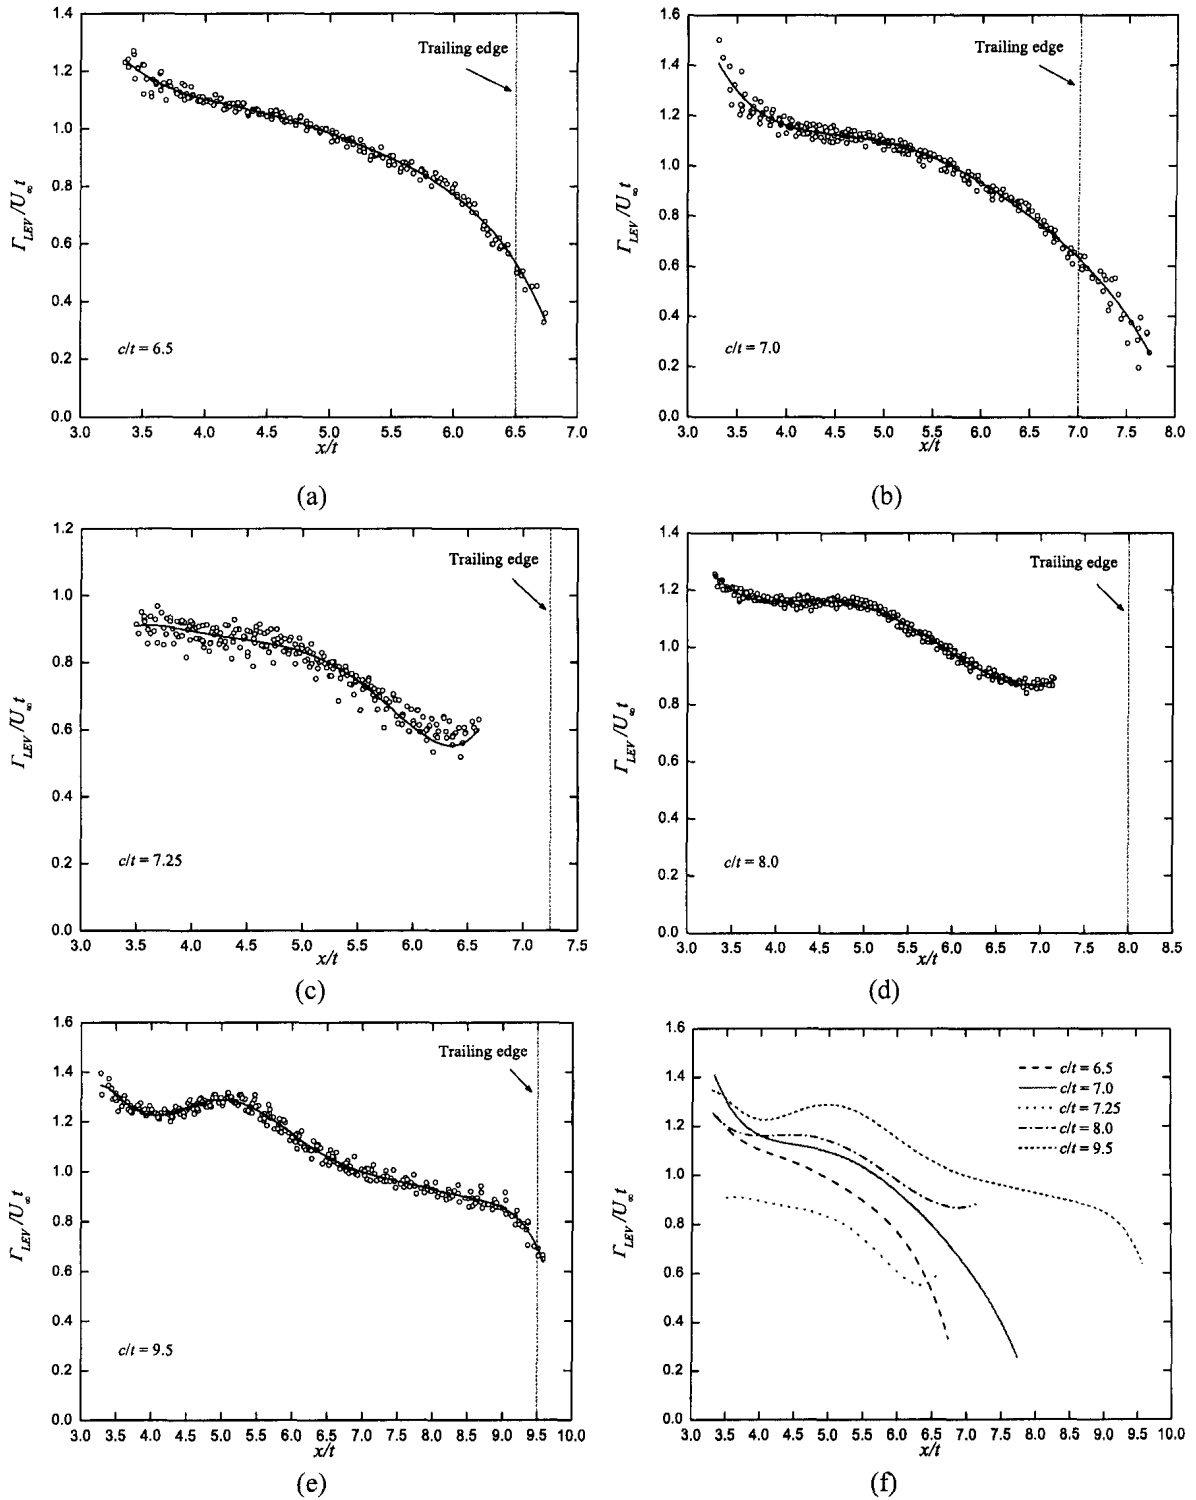 1.4
1.2
1.0
0.8
0.6
0.4
0.2
0.0
Γ_LEV /U_∞ t
Trailing edge
c/t = 6.5
3.0 3.5 4.0 4.5 5.0 5.5 6.0 6.5 7.0
x/t
(a)
1.6
1.4
1.2
1.0
0.8
0.6
0.4
0.2
0.0
Γ_LEV /U_∞ t
Trailing edge
c/t = 7.0
3.0 3.5 4.0 4.5 5.0 5.5 6.0 6.5 7.0 7.5 8.0
x/t
(b)
1.2
1.0
0.8
0.6
0.4
0.2
0.0
Γ_LEV /U_∞ t
Trailing edge
c/t = 7.25
3.0 3.5 4.0 4.5 5.0 5.5 6.0 6.5 7.0 7.5
x/t
(c)
1.4
1.2
1.0
0.8
0.6
0.4
0.2
0.0
Γ_LEV /U_∞ t
Trailing edge
c/t = 8.0
3.0 3.5 4.0 4.5 5.0 5.5 6.0 6.5 7.0 7.5 8.0 8.5
x/t
(d)
1.6
1.4
1.2
1.0
0.8
0.6
0.4
0.2
0.0
Γ_LEV /U_∞ t
Trailing edge
c/t = 9.5
3.0 3.5 4.0 4.5 5.0 5.5 6.0 6.5 7.0 7.5 8.0 8.5 9.0 9.5 10.0
x/t
(e)
1.6
1.4
1.2
1.0
0.8
0.6
0.4
0.2
0.0
Γ_LEV /U_∞ t
c/t = 6.5
c/t = 7.0
c/t = 7.25
c/t = 8.0
c/t = 9.5
3.0 3.5 4.0 4.5 5.0 5.5 6.0 6.5 7.0 7.5 8.0 8.5 9.0 9.5 10.0
x/t
(f)